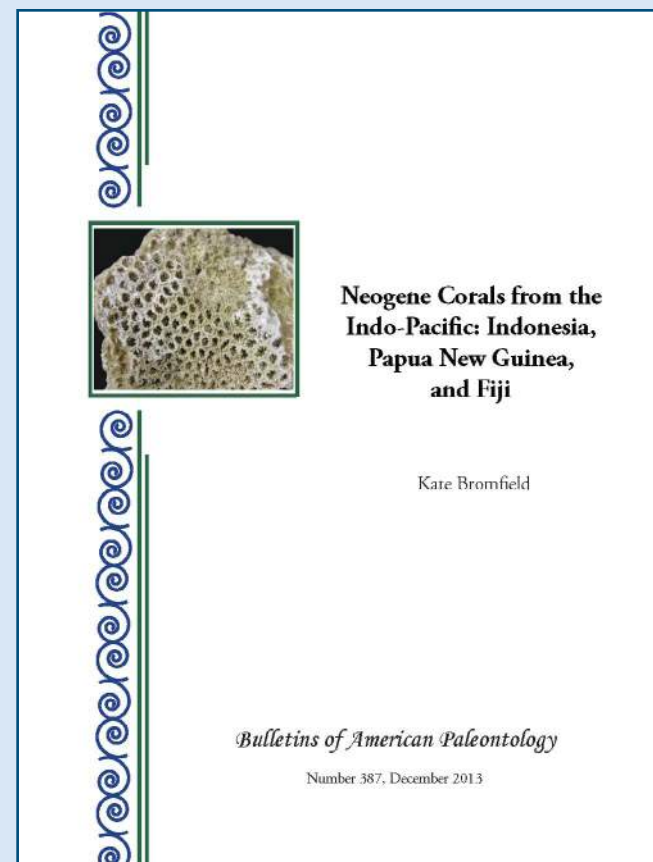 Neogene Corals from the
Indo-Pacific: Indonesia,
Papua New Guinea,
and Fiji
Kate Bromfield
Bulletins of American Paleontology
Number 387, December 2013